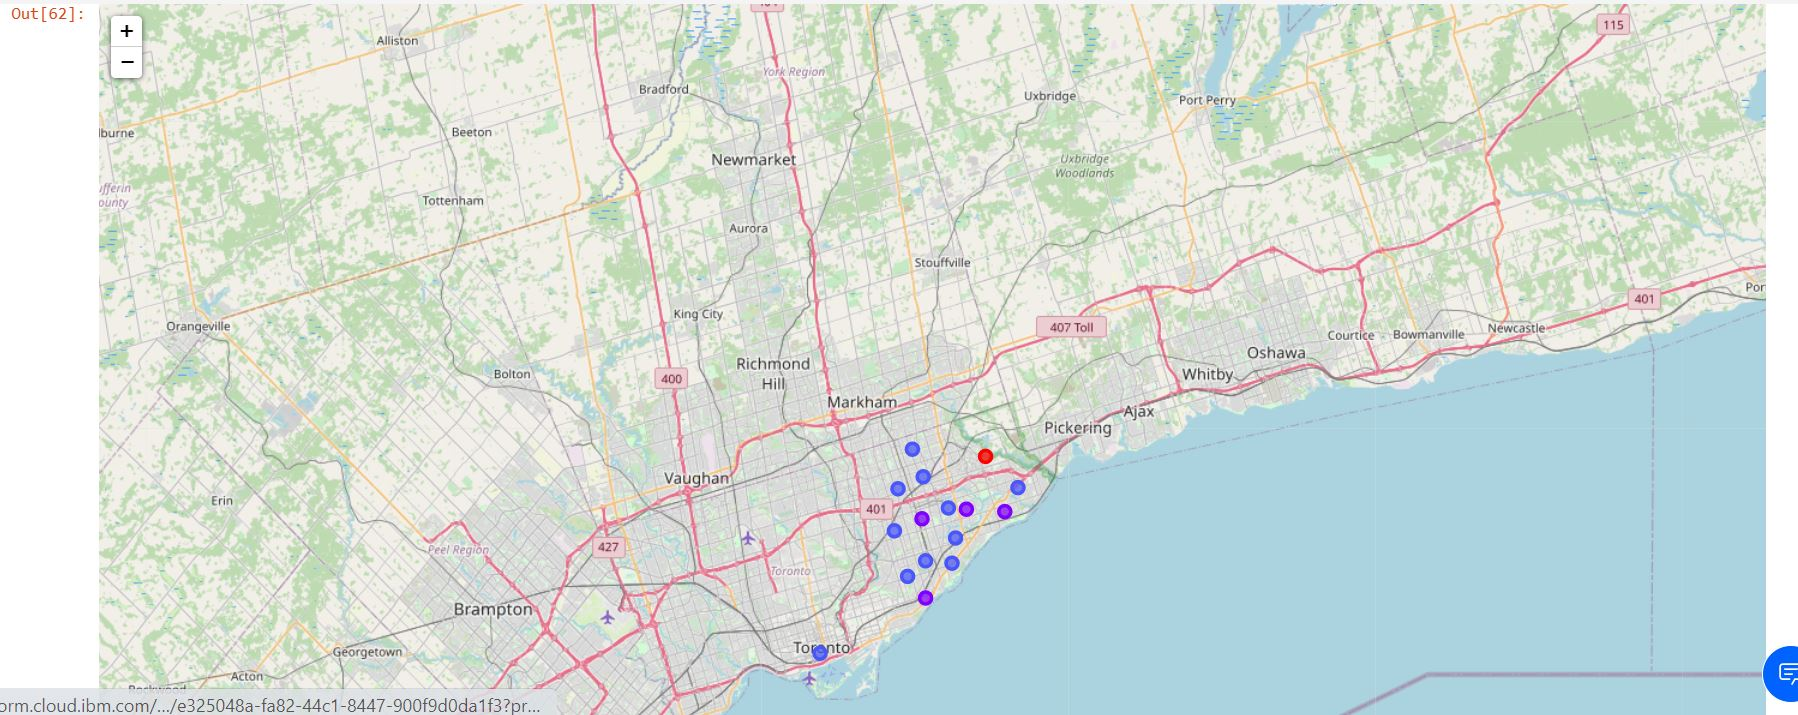 Out[62]:
+
−
Alliston
115
York Region
Bradford
Uxbridge
Port Perry
lburne
Beeton
Newmarket
Uxbridge
Woodlands
ufferin
ounty
Tottenham
Aurora
Stouffville
401
Por
King City
Orangeville
407 Toll
Courtice
Bowmanville
Newcastle
Richmond
Hill
Oshawa
Bolton
400
Whitby
Markham
Ajax
Pickering
Vaughan
Erin
401
427
Peel Region
Toronto
Brampton
Georgetown
Toronto
Acton
Rockwood
orm.cloud.ibm.com/.../e325048a-fa82-44c1-8447-900f9d0da1f3?pr...